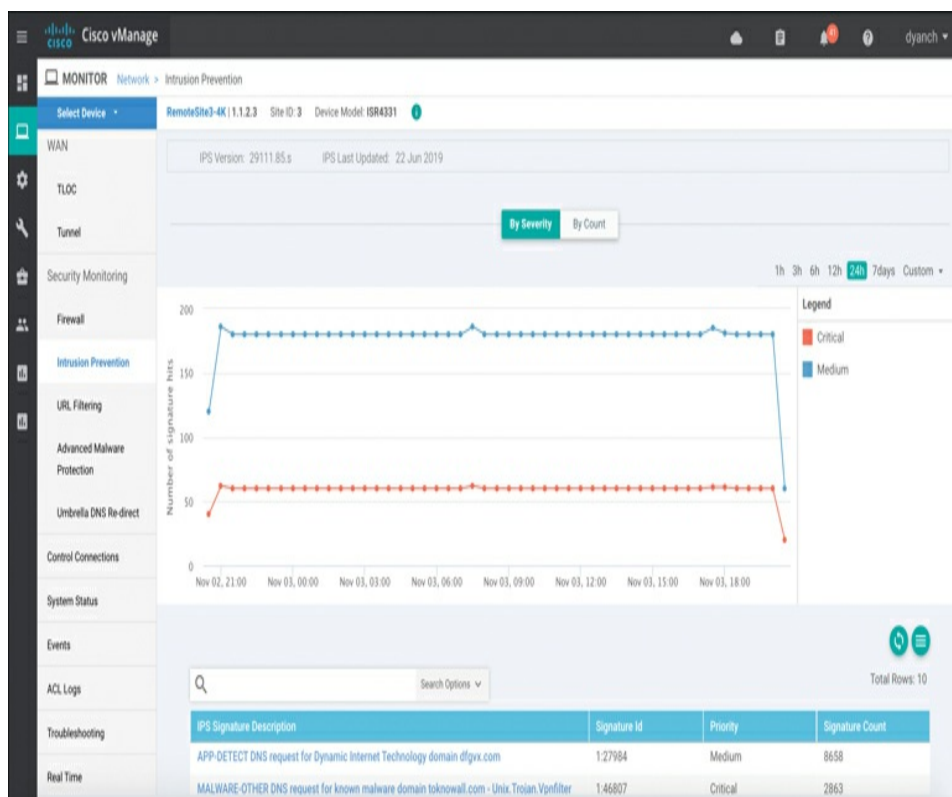 cisco Cisco vManage
41
dyanch
MONITOR Network > Intrusion Prevention
Select Device
RemoteSite3-4K | 1.1.2.3 Site ID: 3 Device Model: ISR4331
WAN
TLOC
Tunnel
Security Monitoring
Firewall
Intrusion Prevention
URL Filtering
Advanced Malware
Protection
Umbrella DNS Re-direct
Control Connections
System Status
Events
ACL Logs
Troubleshooting
Real Time
IPS Version: 29111.85.s IPS Last Updated: 22 Jun 2019
By Severity By Count
1h 3h 6h 12h 24h 7days Custom
Legend
Critical
Medium
Number of signature hits
200
150
100
50
0
Nov 02, 21:00 Nov 03, 00:00 Nov 03, 03:00 Nov 03, 06:00 Nov 03, 09:00 Nov 03, 12:00 Nov 03, 15:00 Nov 03, 18:00
Search Options
Total Rows: 10
IPS Signature Description Signature Id Priority Signature Count
APP-DETECT DNS request for Dynamic Internet Technology domain dfgvx.com 1:27984 Medium 8658
MALWARE-OTHER DNS request for known malware domain toknowall.com - Unix.Trojan.Vpnfilter 1:46807 Critical 2863